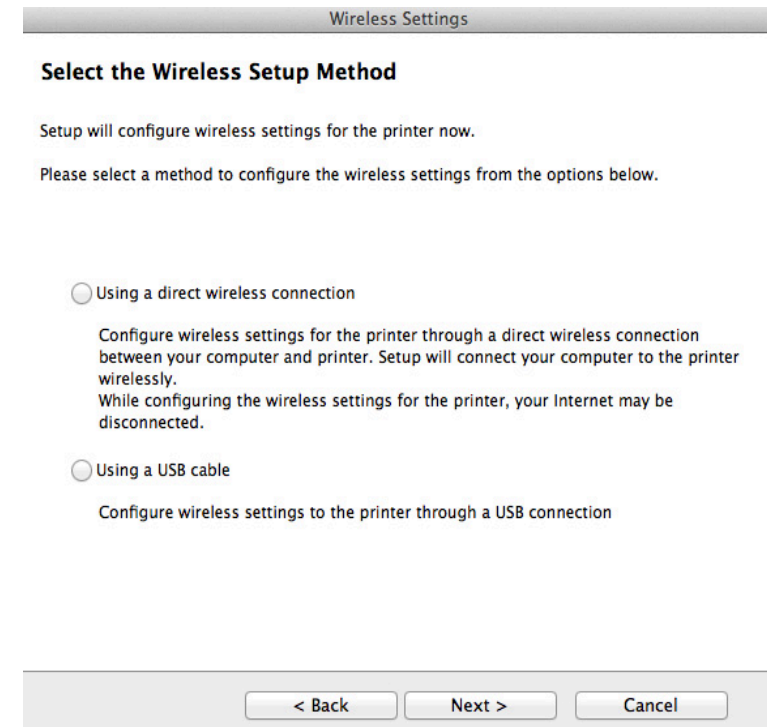 Wireless Settings
Select the Wireless Setup Method
Setup will configure wireless settings for the printer now.
Please select a method to configure the wireless settings from the options below.
Using a direct wireless connection
Configure wireless settings for the printer through a direct wireless connection
between your computer and printer. Setup will connect your computer to the printer
wirelessly.
While configuring the wireless settings for the printer, your Internet may be
disconnected.
Using a USB cable
Configure wireless settings to the printer through a USB connection
< Back Next > Cancel